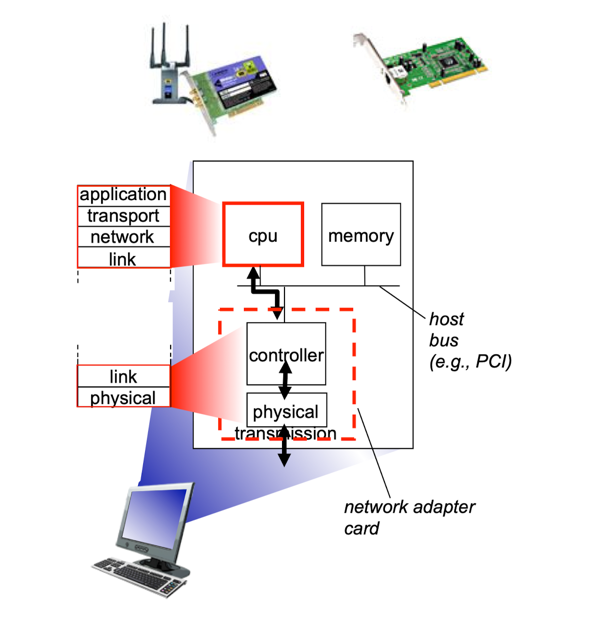 application
transport
network
link
cpu
memory
host
bus
(e.g., PCI)
controller
link
physical
physical
transmission
network adapter
card